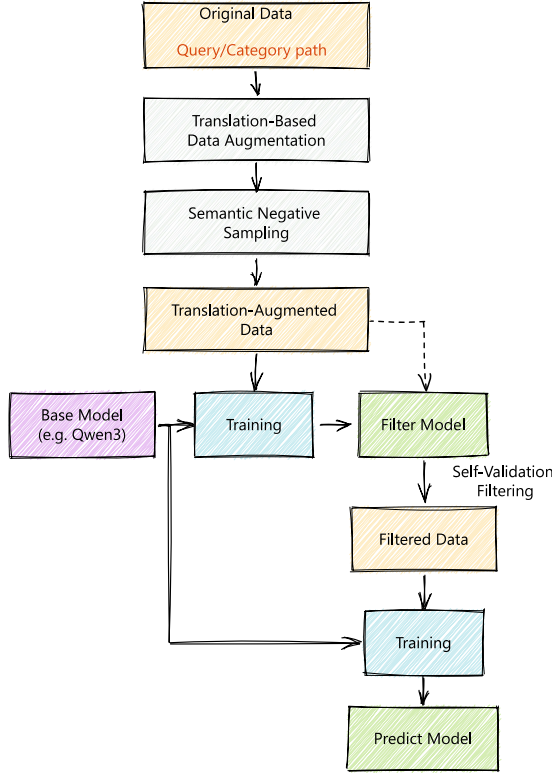 Original Data
Query/Category path
Translation-Based
Data Augmentation
Semantic Negative
Sampling
Translation-Augmented
Data
Base Model
(e.g. Qwen3)
Training
Filter Model
Self-Validation
Filtering
Filtered Data
Training
Predict Model